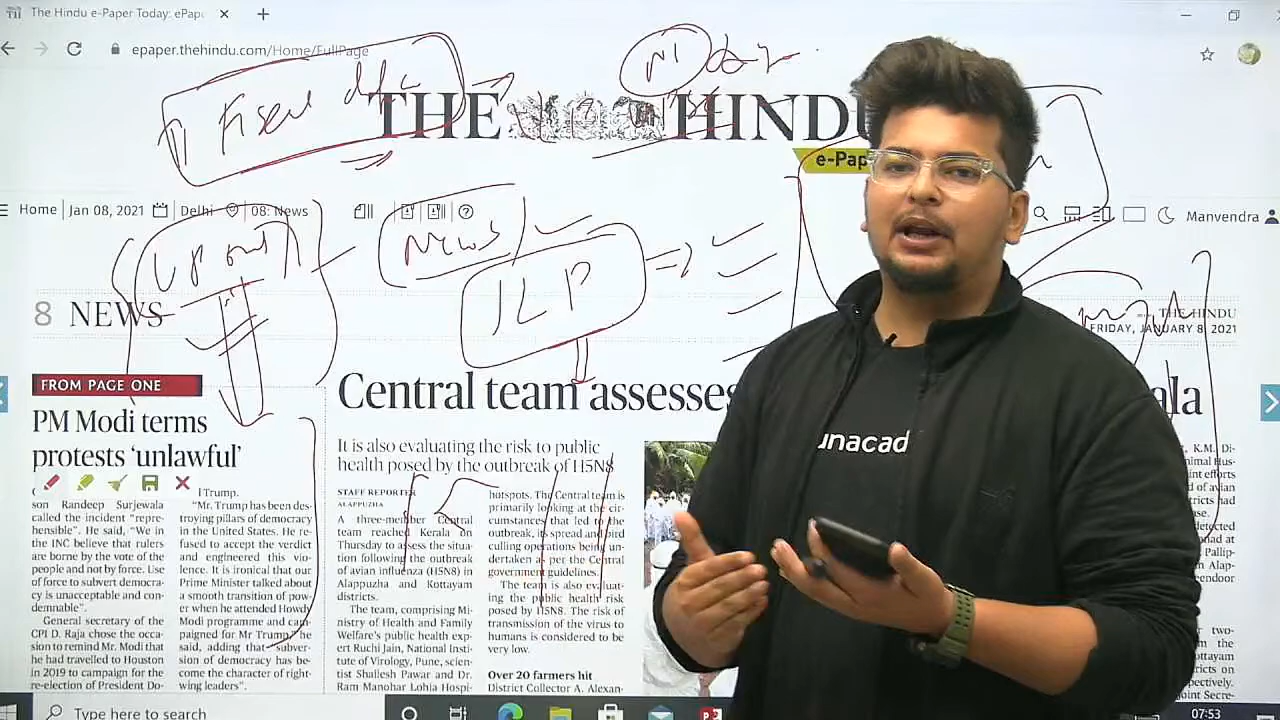 The Hindu e-Paper Today: ePape
epaper.thehindu.com/Home/FullPage
Fiscal
THE HINDU
e-Pap
Home | Jan 08, 2021 Delhi 08: News
Manvendra
News
ILP
8 NEWS
THE HINDU
FRIDAY, JANUARY 8, 2021
FROM PAGE ONE
PM Modi terms
protests ‘unlawful’
son Randeep Surjewala
called the incident “repre-
hensible”. He said, “We in
the INC believe that rulers
are borne by the vote of the
people and not by force. Use
of force to subvert democra-
cy is unacceptable and con-
demnable”.
General secretary of the
CPI D. Raja chose the occa-
sion to remind Mr. Modi that
he had travelled to Houston
in 2019 to campaign for the
re-election of President Do-
l Trump.
“Mr. Trump has been des-
troying pillars of democracy
in the United States. He re-
fused to accept the verdict
and engineered this vio-
lence. It is ironical that our
Prime Minister talked about
a smooth transition of pow-
er when he attended Howdy
Modi programme and cam-
paigned for Mr Trump,” he
said, adding that “subver-
sion of democracy has be-
come the character of right-
wing leaders”.
Central team assesses
ala
It is also evaluating the risk to public
health posed by the outbreak of H5N8
STAFF REPORTER
ALAPPUZHA
A three-member Central
team reached Kerala on
Thursday to assess the situa-
tion following the outbreak
of avian influenza (H5N8) in
Alappuzha and Kottayam
districts.
The team, comprising Mi-
nistry of Health and Family
Welfare’s public health exp-
ert Ruchi Jain, National Insti-
tute of Virology, Pune, scien-
tist Shailesh Pawar and Dr.
Ram Manohar Lohia Hospi-
hotspots. The Central team is
primarily looking at the cir-
cumstances that led to the
outbreak, its spread and bird
culling operations being un-
dertaken as per the Central
government guidelines.
The team is also evaluat-
ing the public health risk
posed by H5N8. The risk of
transmission of the virus to
humans is considered to be
very low.
Over 20 farmers hit
District Collector A. Alexan-
unacad
Type here to search
07:53